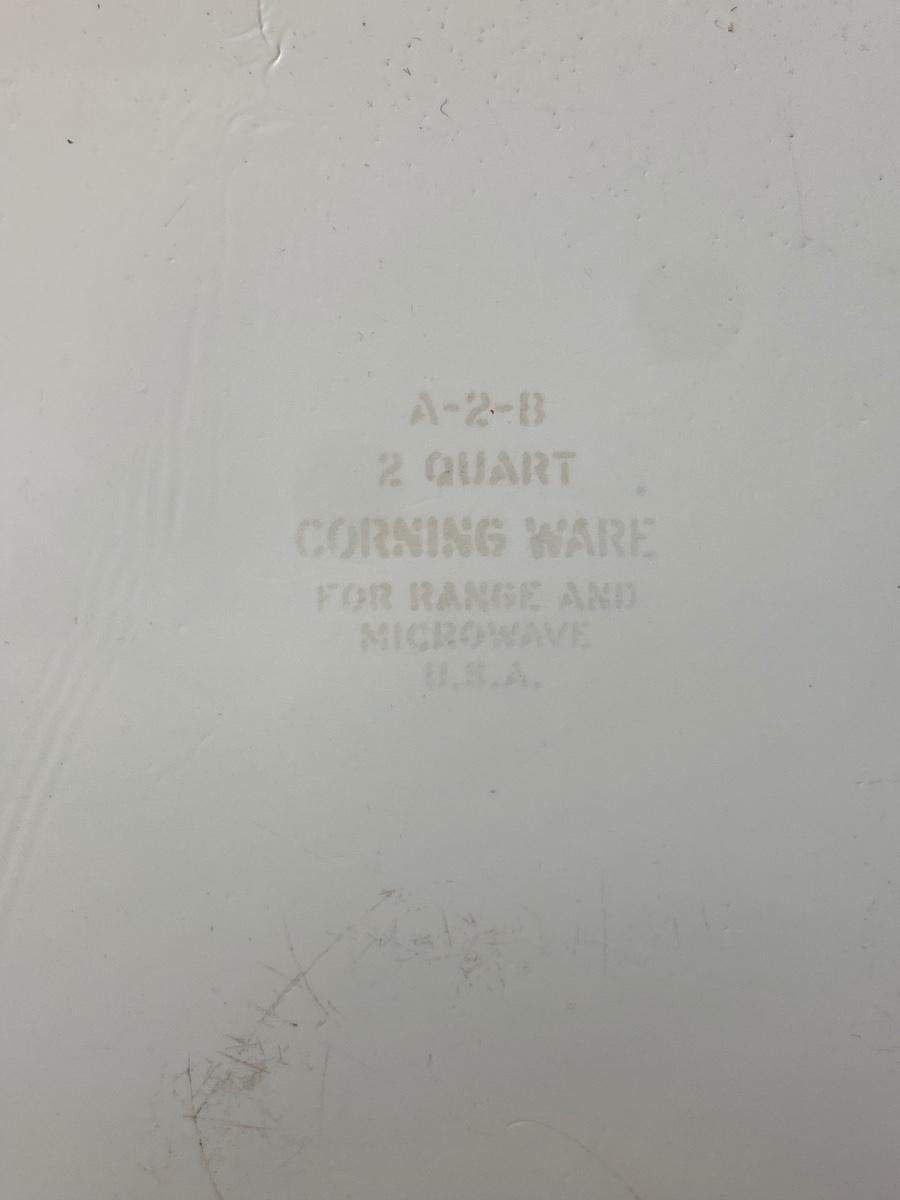 A-2-B
2 QUART
CORNING WARE
FOR RANGE AND
MICROWAVE
U.S.A.